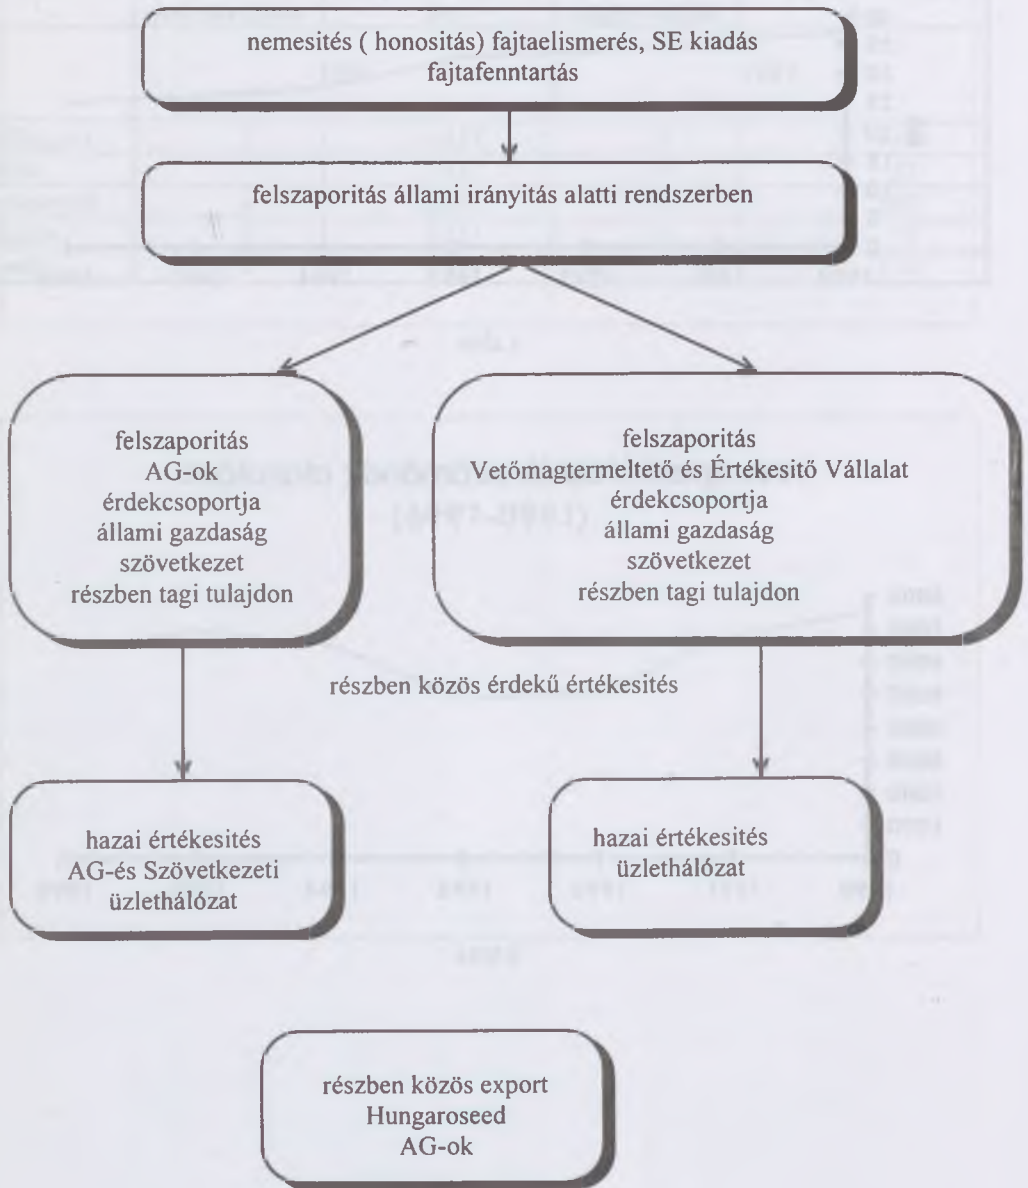 nemesités ( honositás) fajtaelismerés, SE kiadás
fajtafenntartás
felszaporitás állami irányitás alatti rendszerben
felszaporitás
AG-ok
érdekcsoportja
állami gazdaság
szövetkezet
részben tagi tulajdon
felszaporitás
Vetőmagtermeltető és Értékesitő Vállalat
érdekcsoportja
állami gazdaság
szövetkezet
részben tagi tulajdon
részben közös érdekű értékesités
hazai értékesités
AG-és Szövetkezeti
üzlethálózat
hazai értékesités
üzlethálózat
részben közös export
Hungaroseed
AG-ok